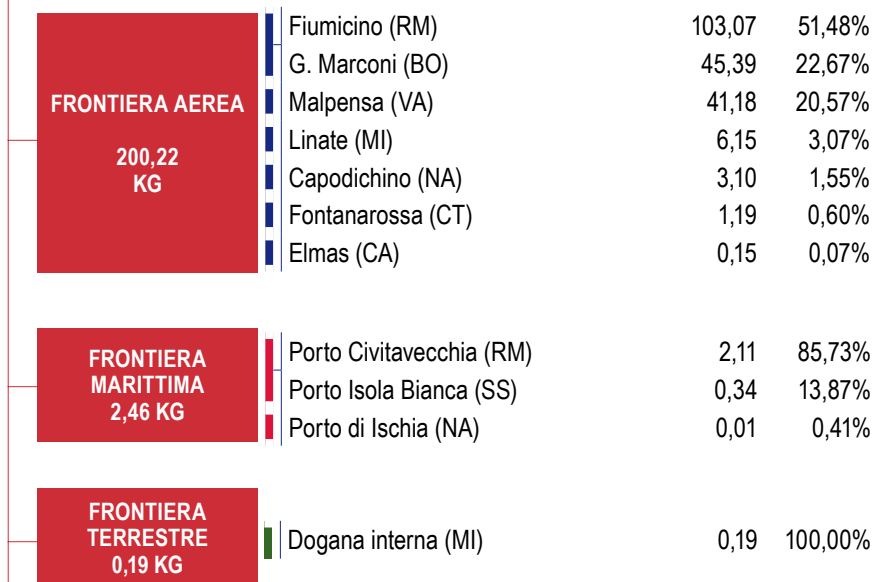 FRONTIERA AEREA
200,22
KG
Fiumicino (RM) 103,07 51,48%
G. Marconi (BO) 45,39 22,67%
Malpensa (VA) 41,18 20,57%
Linate (MI) 6,15 3,07%
Capodichino (NA) 3,10 1,55%
Fontanarossa (CT) 1,19 0,60%
Elmas (CA) 0,15 0,07%
FRONTIERA
MARITTIMA
2,46 KG
Porto Civitavecchia (RM) 2,11 85,73%
Porto Isola Bianca (SS) 0,34 13,87%
Porto di Ischia (NA) 0,01 0,41%
FRONTIERA
TERRESTRE
0,19 KG
Dogana interna (MI) 0,19 100,00%